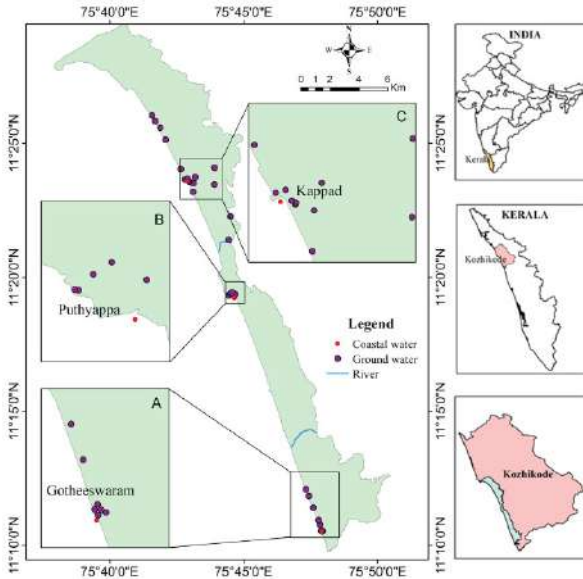 75°40'0"E 75°45'0"E 75°50'0"E
N
W E
S
0 1 2 4 6
Km
11°25'0"N
11°20'0"N
11°15'0"N
11°10'0"N
C
Kappad
B
Puthyappa
A
Gotheeswaram
Legend
Coastal water
Ground water
River
75°40'0"E 75°45'0"E 75°50'0"E
11°25'0"N
11°20'0"N
11°15'0"N
11°10'0"N
INDIA
Kerala
KERALA
Kozhikode
Kozhikode